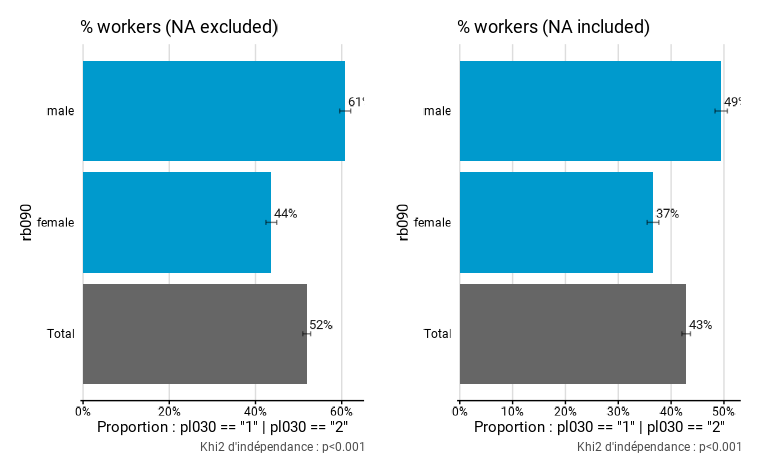 % workers (NA excluded)
male
61%
rb090
female
44%
Total
52%
0% 20% 40% 60%
Proportion : pl030 == "1" | pl030 == "2"
Khi2 d'indépendance : p<0.001
% workers (NA included)
male
49%
rb090
female
37%
Total
43%
0% 10% 20% 30% 40% 50%
Proportion : pl030 == "1" | pl030 == "2"
Khi2 d'indépendance : p<0.001